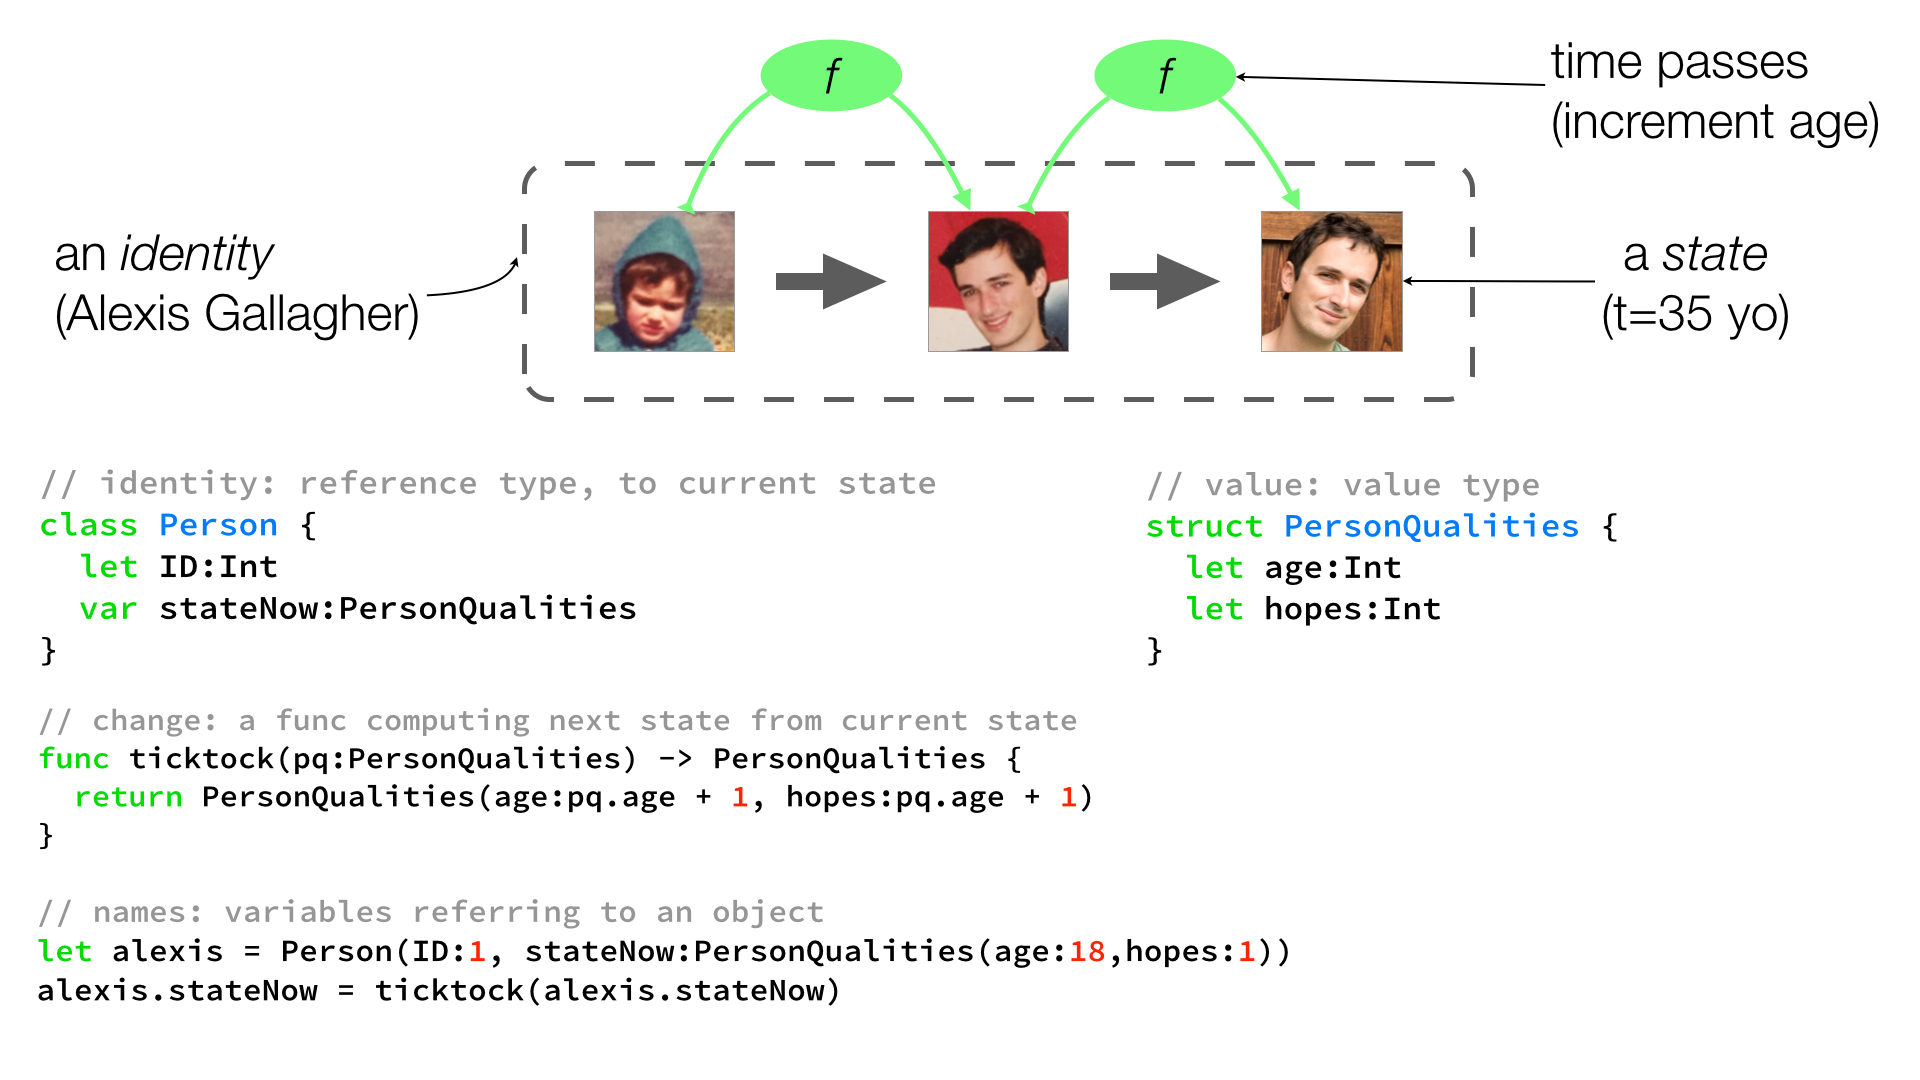 f
f
time passes
(increment age)
an identity
(Alexis Gallagher)
a state
(t=35 yo)
// identity: reference type, to current state
class Person {
  let ID:Int
  var stateNow:PersonQualities
}
// value: value type
struct PersonQualities {
  let age:Int
  let hopes:Int
}
// change: a func computing next state from current state
func ticktock(pq:PersonQualities) -> PersonQualities {
  return PersonQualities(age:pq.age + 1, hopes:pq.age + 1)
}
// names: variables referring to an object
let alexis = Person(ID:1, stateNow:PersonQualities(age:18,hopes:1))
alexis.stateNow = ticktock(alexis.stateNow)